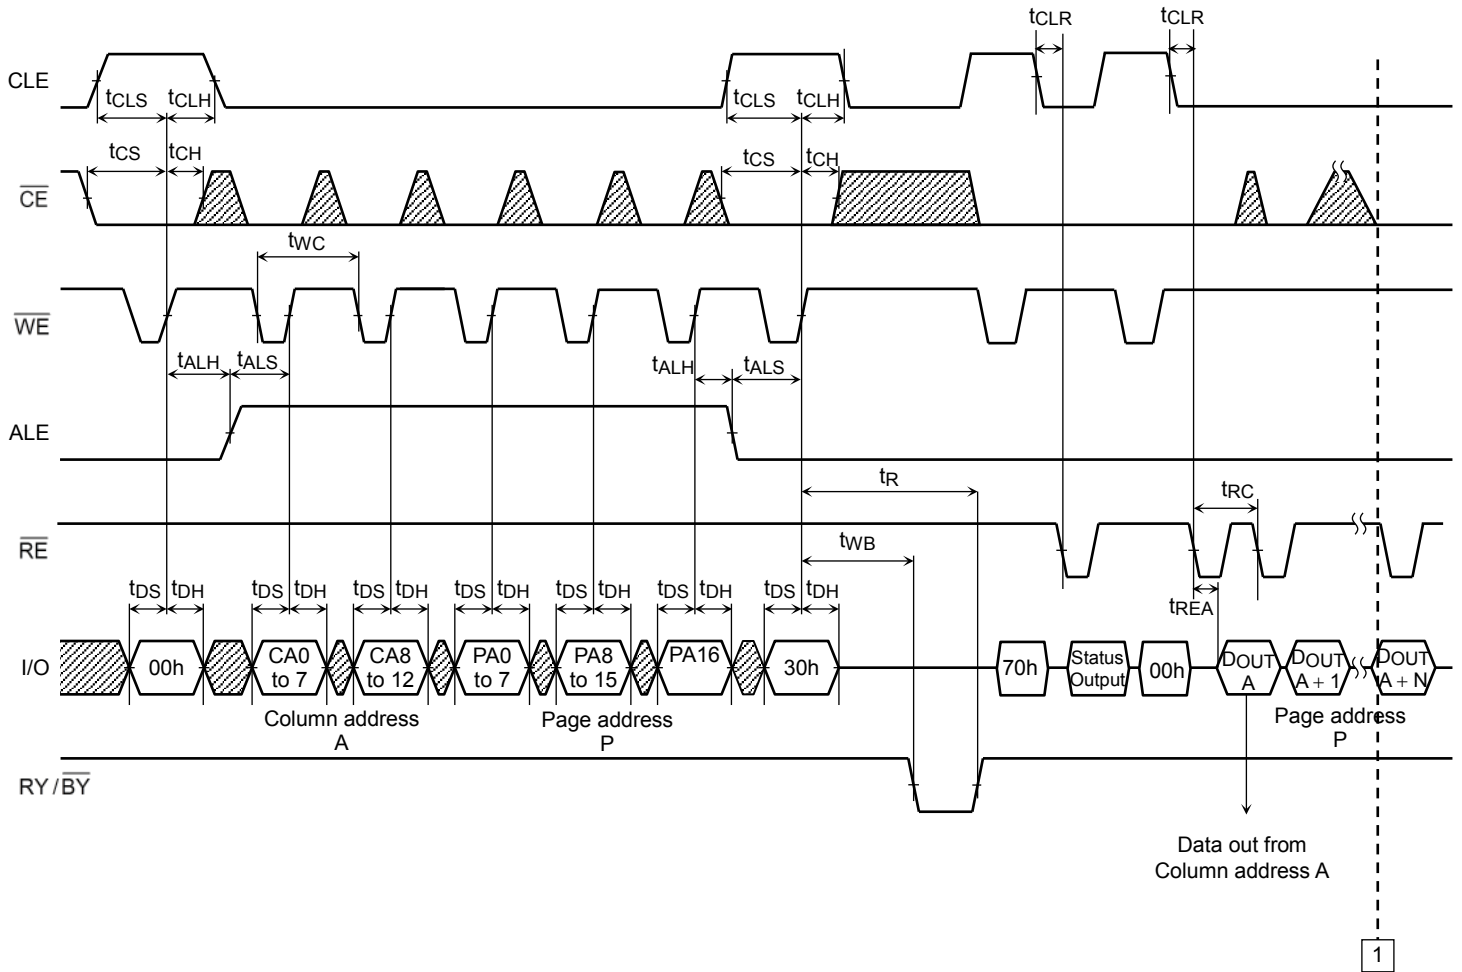 tCLR tCLR
CLE
tCLS tCLH tCLS tCLH
tCS tCH tCS tCH
CE
tWC
WE
tALH tALS tALH tALS
ALE
tR
tRC
RE
tWB
tDS tDH tDS tDH tDS tDH tDS tDH tDS tDH tDS tDH tDS tDH
tREA
I/O
00h
CA0
to 7
CA8
to 12
PA0
to 7
PA8
to 15
PA16
30h
70h
Status
Output
00h
DOUT
A
DOUT
A + 1
DOUT
A + N
Column address
A
Page address
P
Page address
P
RY/BY
Data out from
Column address A
1